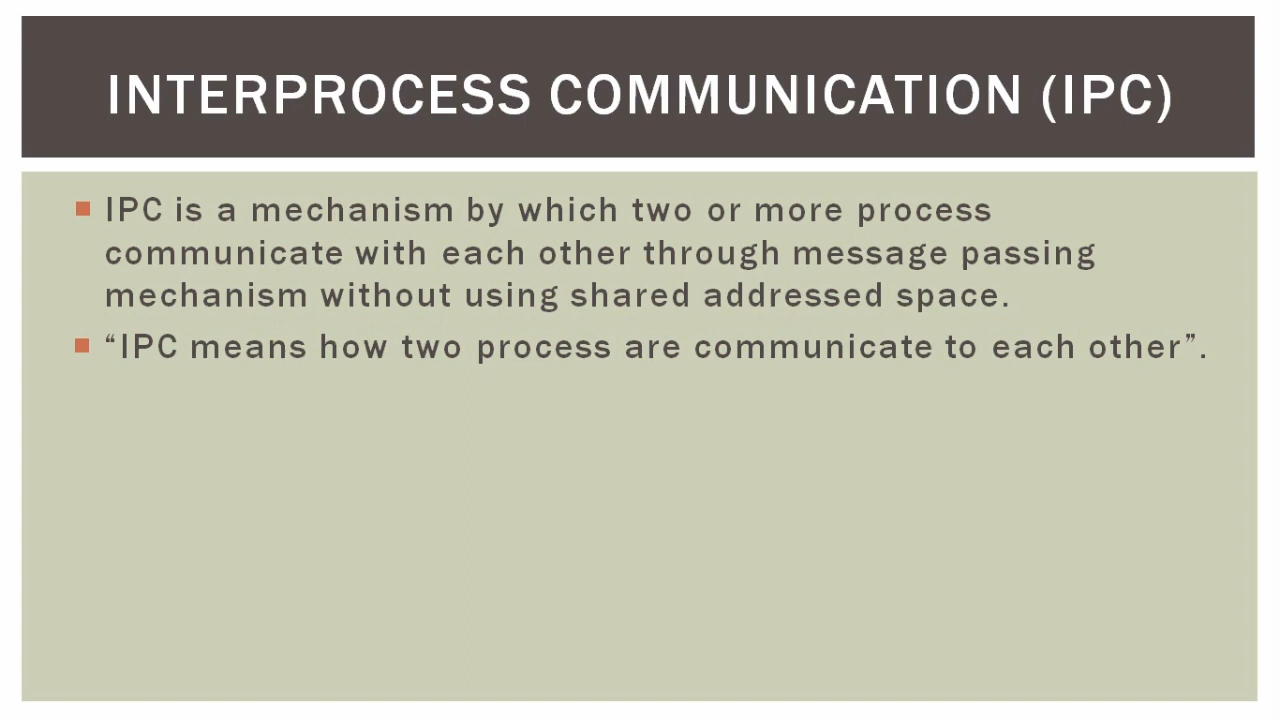 INTERPROCESS COMMUNICATION (IPC)
IPC is a mechanism by which two or more process
communicate with each other through message passing
mechanism without using shared addressed space.
“IPC means how two process are communicate to each other”.